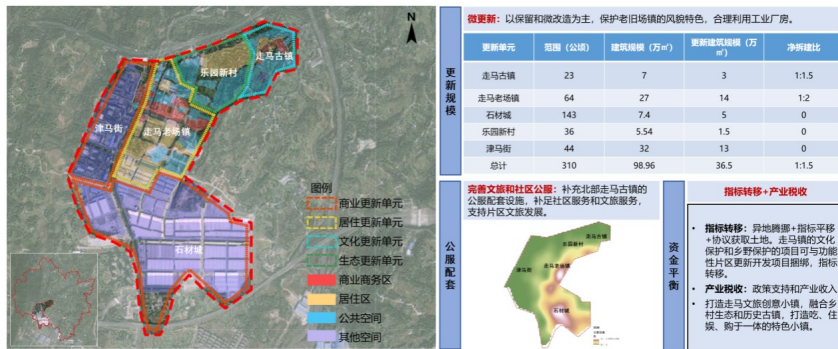 N
走马古镇
乐园新村
津马街
走马老场镇
石材城
图例
商业更新单元
居住更新单元
文化更新单元
生态更新单元
商业商务区
居住区
公共空间
其他空间
更新规模
微更新：以保留和微改造为主，保护老旧场镇的风貌特色，合理利用工业厂房。
更新单元 范围（公顷） 建筑规模（万㎡） 更新建筑规模（万㎡） 净拆建比
走马古镇 23 7 3 1:1.5
走马老场镇 64 27 14 1:2
石材城 143 7.4 5 0
乐园新村 36 5.54 1.5 0
津马街 44 32 13 0
总计 310 98.96 36.5 1:1.5
公服配套
完善文旅和社区公服：补充北部走马古镇的
公服配套设施，补足社区服务和文旅服务，
支持片区文旅发展。
走马古镇
乐园新村
津马街
走马老场镇
石材城
资金平衡
指标转移+产业税收
• 指标转移：异地腾挪+指标平移
+协议获取土地。走马镇的文化
保护和乡野保护的项目可与功能
性片区更新开发项目捆绑，指标
转移。
• 产业税收：政策支持和产业收入
• 打造走马文旅创意小镇，融合乡
村生态和历史古镇，打造吃、住
娱、购于一体的特色小镇。